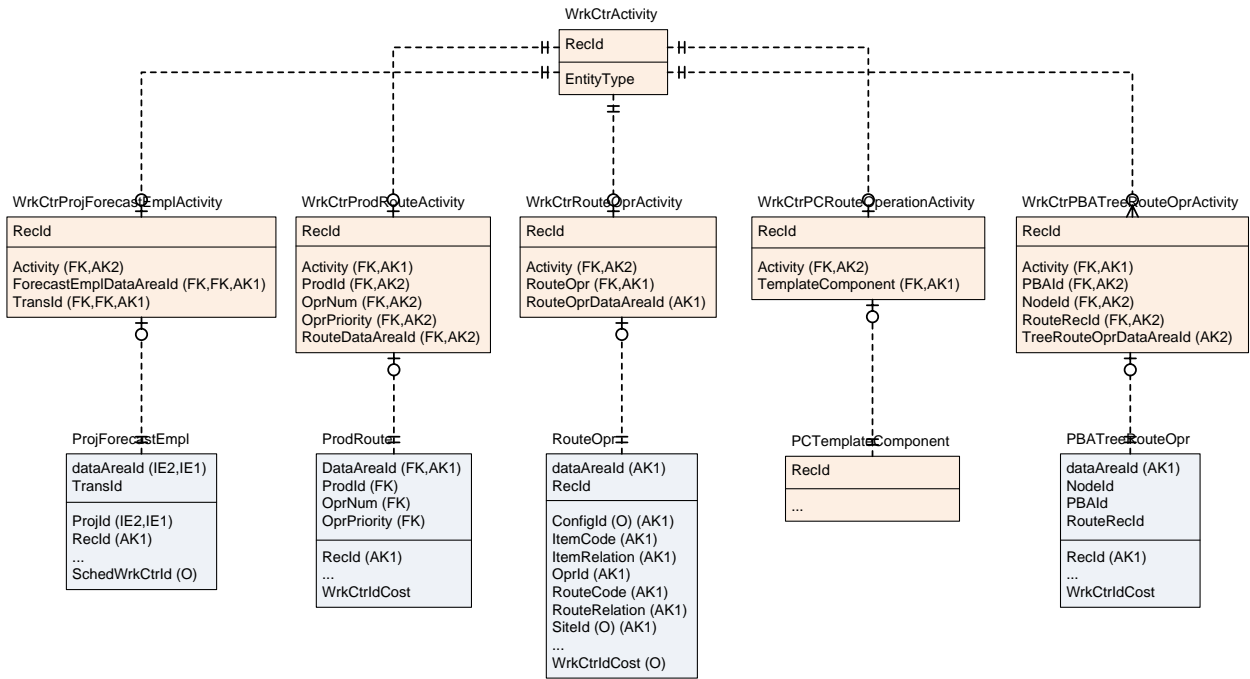 WrkCtrActivity
RecId
EntityType
WrkCtrProjForecastEmplActivity
RecId
Activity (FK,AK2)
ForecastEmplDataAreaId (FK,FK,AK1)
TransId (FK,FK,AK1)
WrkCtrProdRouteActivity
RecId
Activity (FK,AK1)
ProdId (FK,AK2)
OprNum (FK,AK2)
OprPriority (FK,AK2)
RouteDataAreaId (FK,AK2)
WrkCtrRouteOprActivity
RecId
Activity (FK,AK2)
RouteOpr (FK,AK1)
RouteOprDataAreaId (AK1)
WrkCtrPCRouteOperationActivity
RecId
Activity (FK,AK2)
TemplateComponent (FK,AK1)
WrkCtrPBATreeRouteOprActivity
RecId
Activity (FK,AK1)
PBAId (FK,AK2)
NodeId (FK,AK2)
RouteRecId (FK,AK2)
TreeRouteOprDataAreaId (AK2)
ProjForecastEmpl
dataAreaId (IE2,IE1)
TransId
ProjId (IE2,IE1)
RecId (AK1)
...
SchedWrkCtrId (O)
ProdRoute
DataAreaId (FK,AK1)
ProdId (FK)
OprNum (FK)
OprPriority (FK)
RecId (AK1)
...
WrkCtrIdCost
RouteOpr
dataAreaId (AK1)
RecId
ConfigId (O) (AK1)
ItemCode (AK1)
ItemRelation (AK1)
OprId (AK1)
RouteCode (AK1)
RouteRelation (AK1)
SiteId (O) (AK1)
...
WrkCtrIdCost (O)
PCTemplateComponent
RecId
...
PBATreeRouteOpr
dataAreaId (AK1)
NodeId
PBAId
RouteRecId
RecId (AK1)
...
WrkCtrIdCost